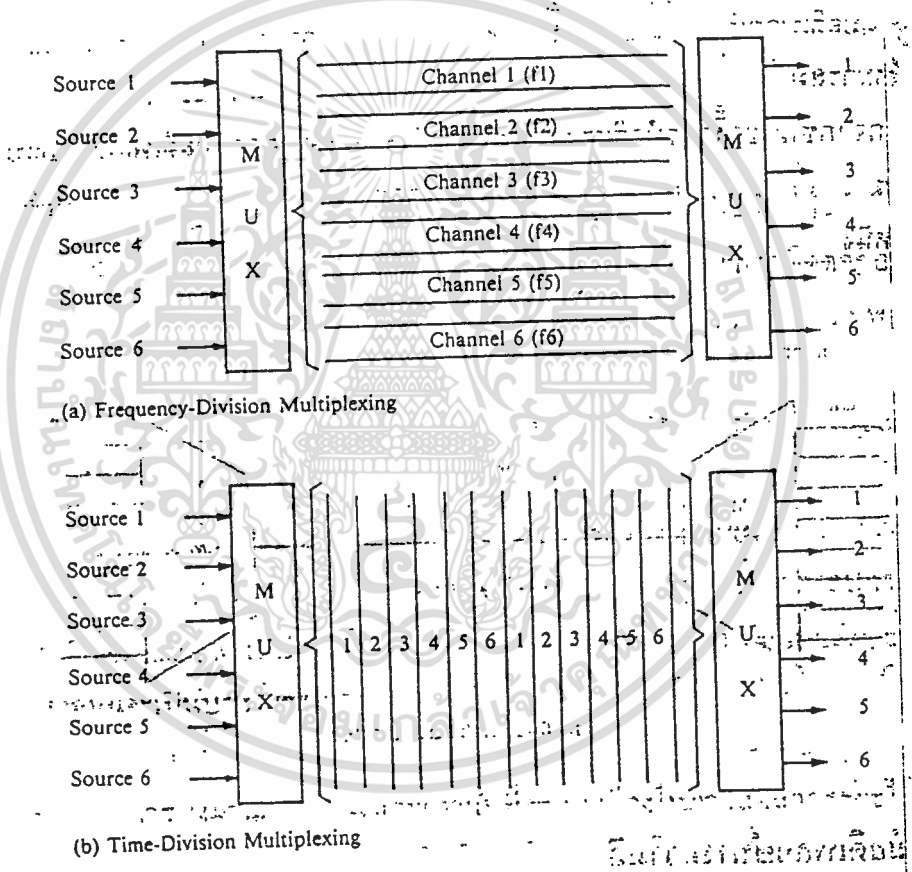 Source 1
Source 2
Source 3
Source 4
Source 5
Source 6
M
U
X
Channel 1 (f1)
Channel 2 (f2)
Channel 3 (f3)
Channel 4 (f4)
Channel 5 (f5)
Channel 6 (f6)
M
U
X
1
2
3
4
5
6
(a) Frequency-Division Multiplexing
Source 1
Source 2
Source 3
Source 4
Source 5
Source 6
M
U
X
1 2 3 4 5 6 1 2 3 4 5 6
M
U
X
1
2
3
4
5
6
(b) Time-Division Multiplexing